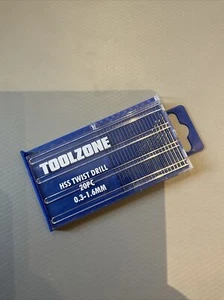 TOOLZONE
HSS TWIST DRILL
20PC
0.3-1.6MM